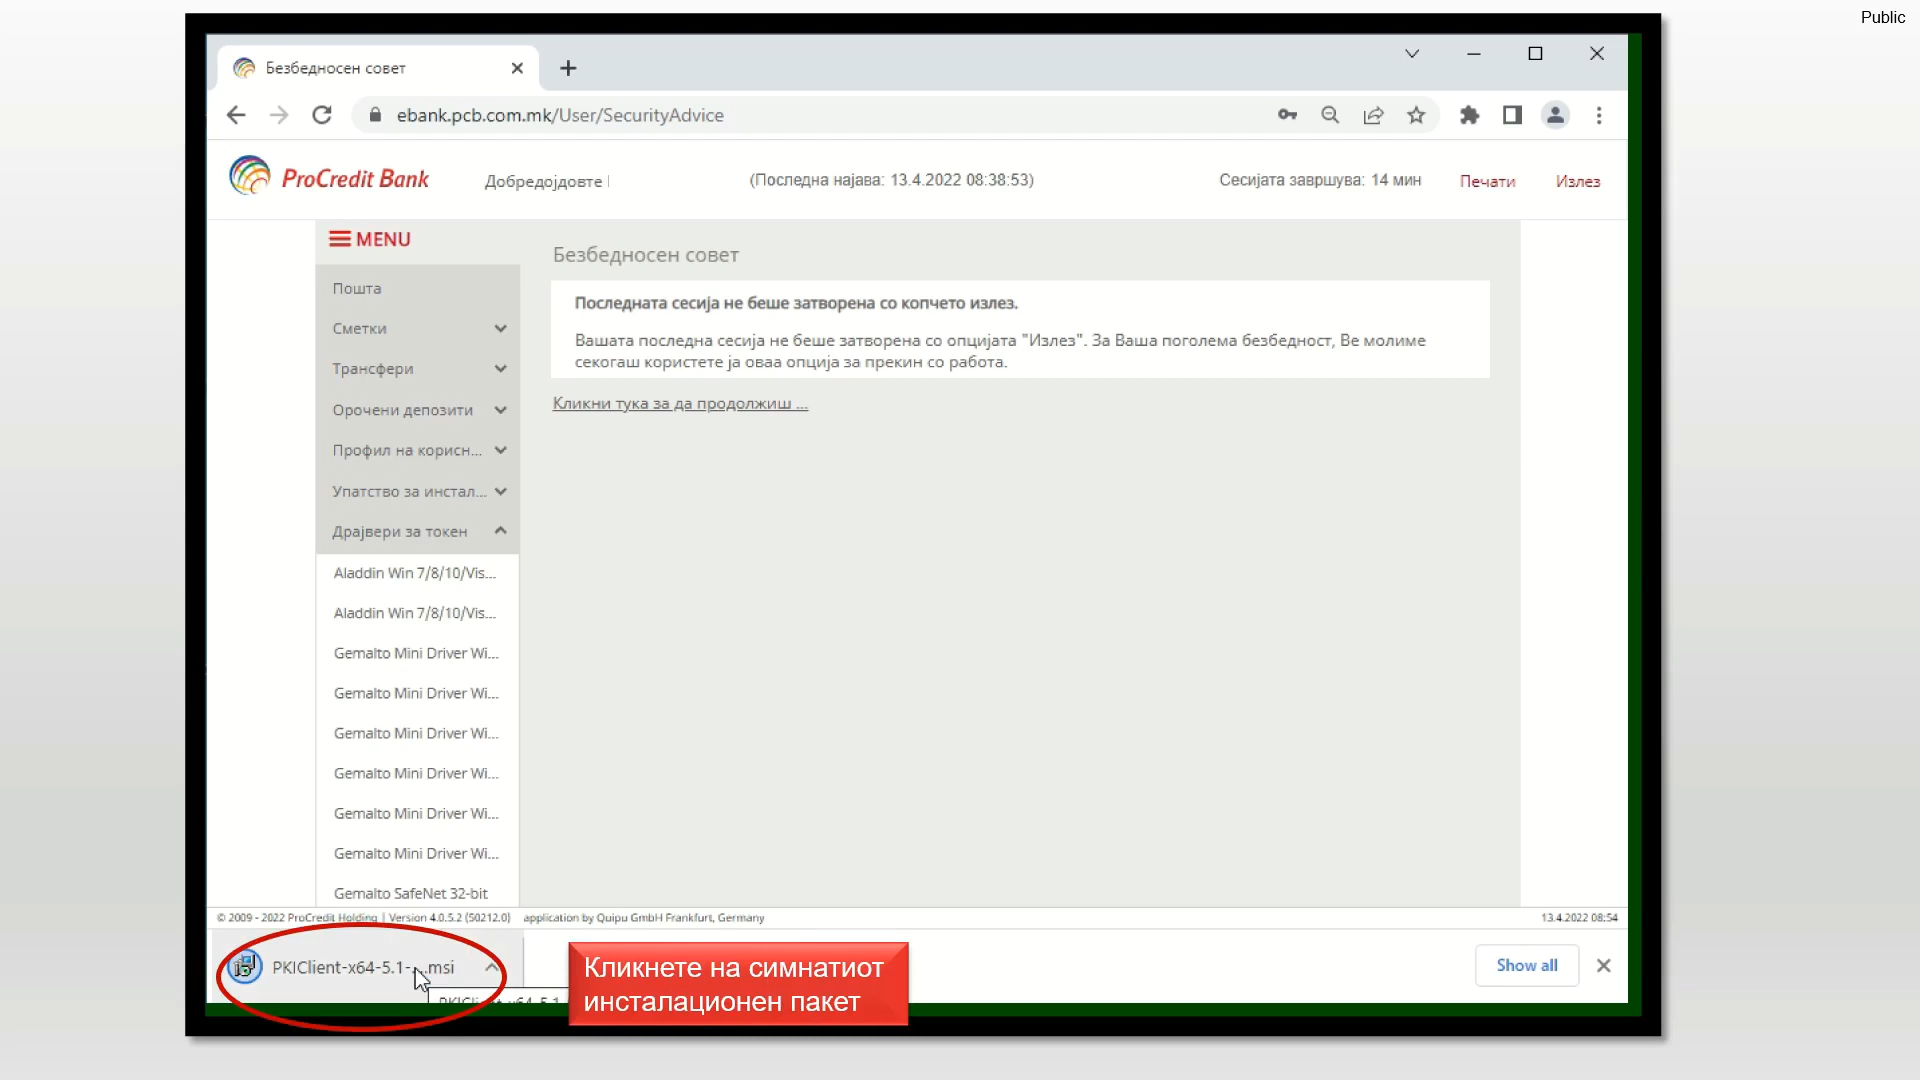 Public
Безбедносен совет
ebank.pcb.com.mk/User/SecurityAdvice
ProCredit Bank
Добредојдовте
(Последна најава: 13.4.2022 08:38:53)
Сесијата завршува: 14 мин
Печати
Излез
MENU
Пошта
Сметки
Трансфери
Орочени депозити
Профил на корисн...
Упатство за инстал...
Драјвери за токен
Aladdin Win 7/8/10/Vis...
Aladdin Win 7/8/10/Vis...
Gemalto Mini Driver Wi...
Gemalto Mini Driver Wi...
Gemalto Mini Driver Wi...
Gemalto Mini Driver Wi...
Gemalto Mini Driver Wi...
Gemalto Mini Driver Wi...
Gemalto SafeNet 32-bit
Безбедносен совет
Последната сесија не беше затворена со копчето излез.
Вашата последна сесија не беше затворена со опцијата "Излез". За Ваша поголема безбедност, Ве молиме
секогаш користете ја оваа опција за прекин со работа.
Кликни тука за да продолжиш ...
© 2009 - 2022 ProCredit Holding | Version 4.0.5.2 (50212.0) application by Quipu GmbH Frankfurt, Germany
13.4.2022 08:54
PKIClient-x64-5.1-....msi
PKIClient-x64-5.1
Кликнете на симнатиот
инсталационен пакет
Show all